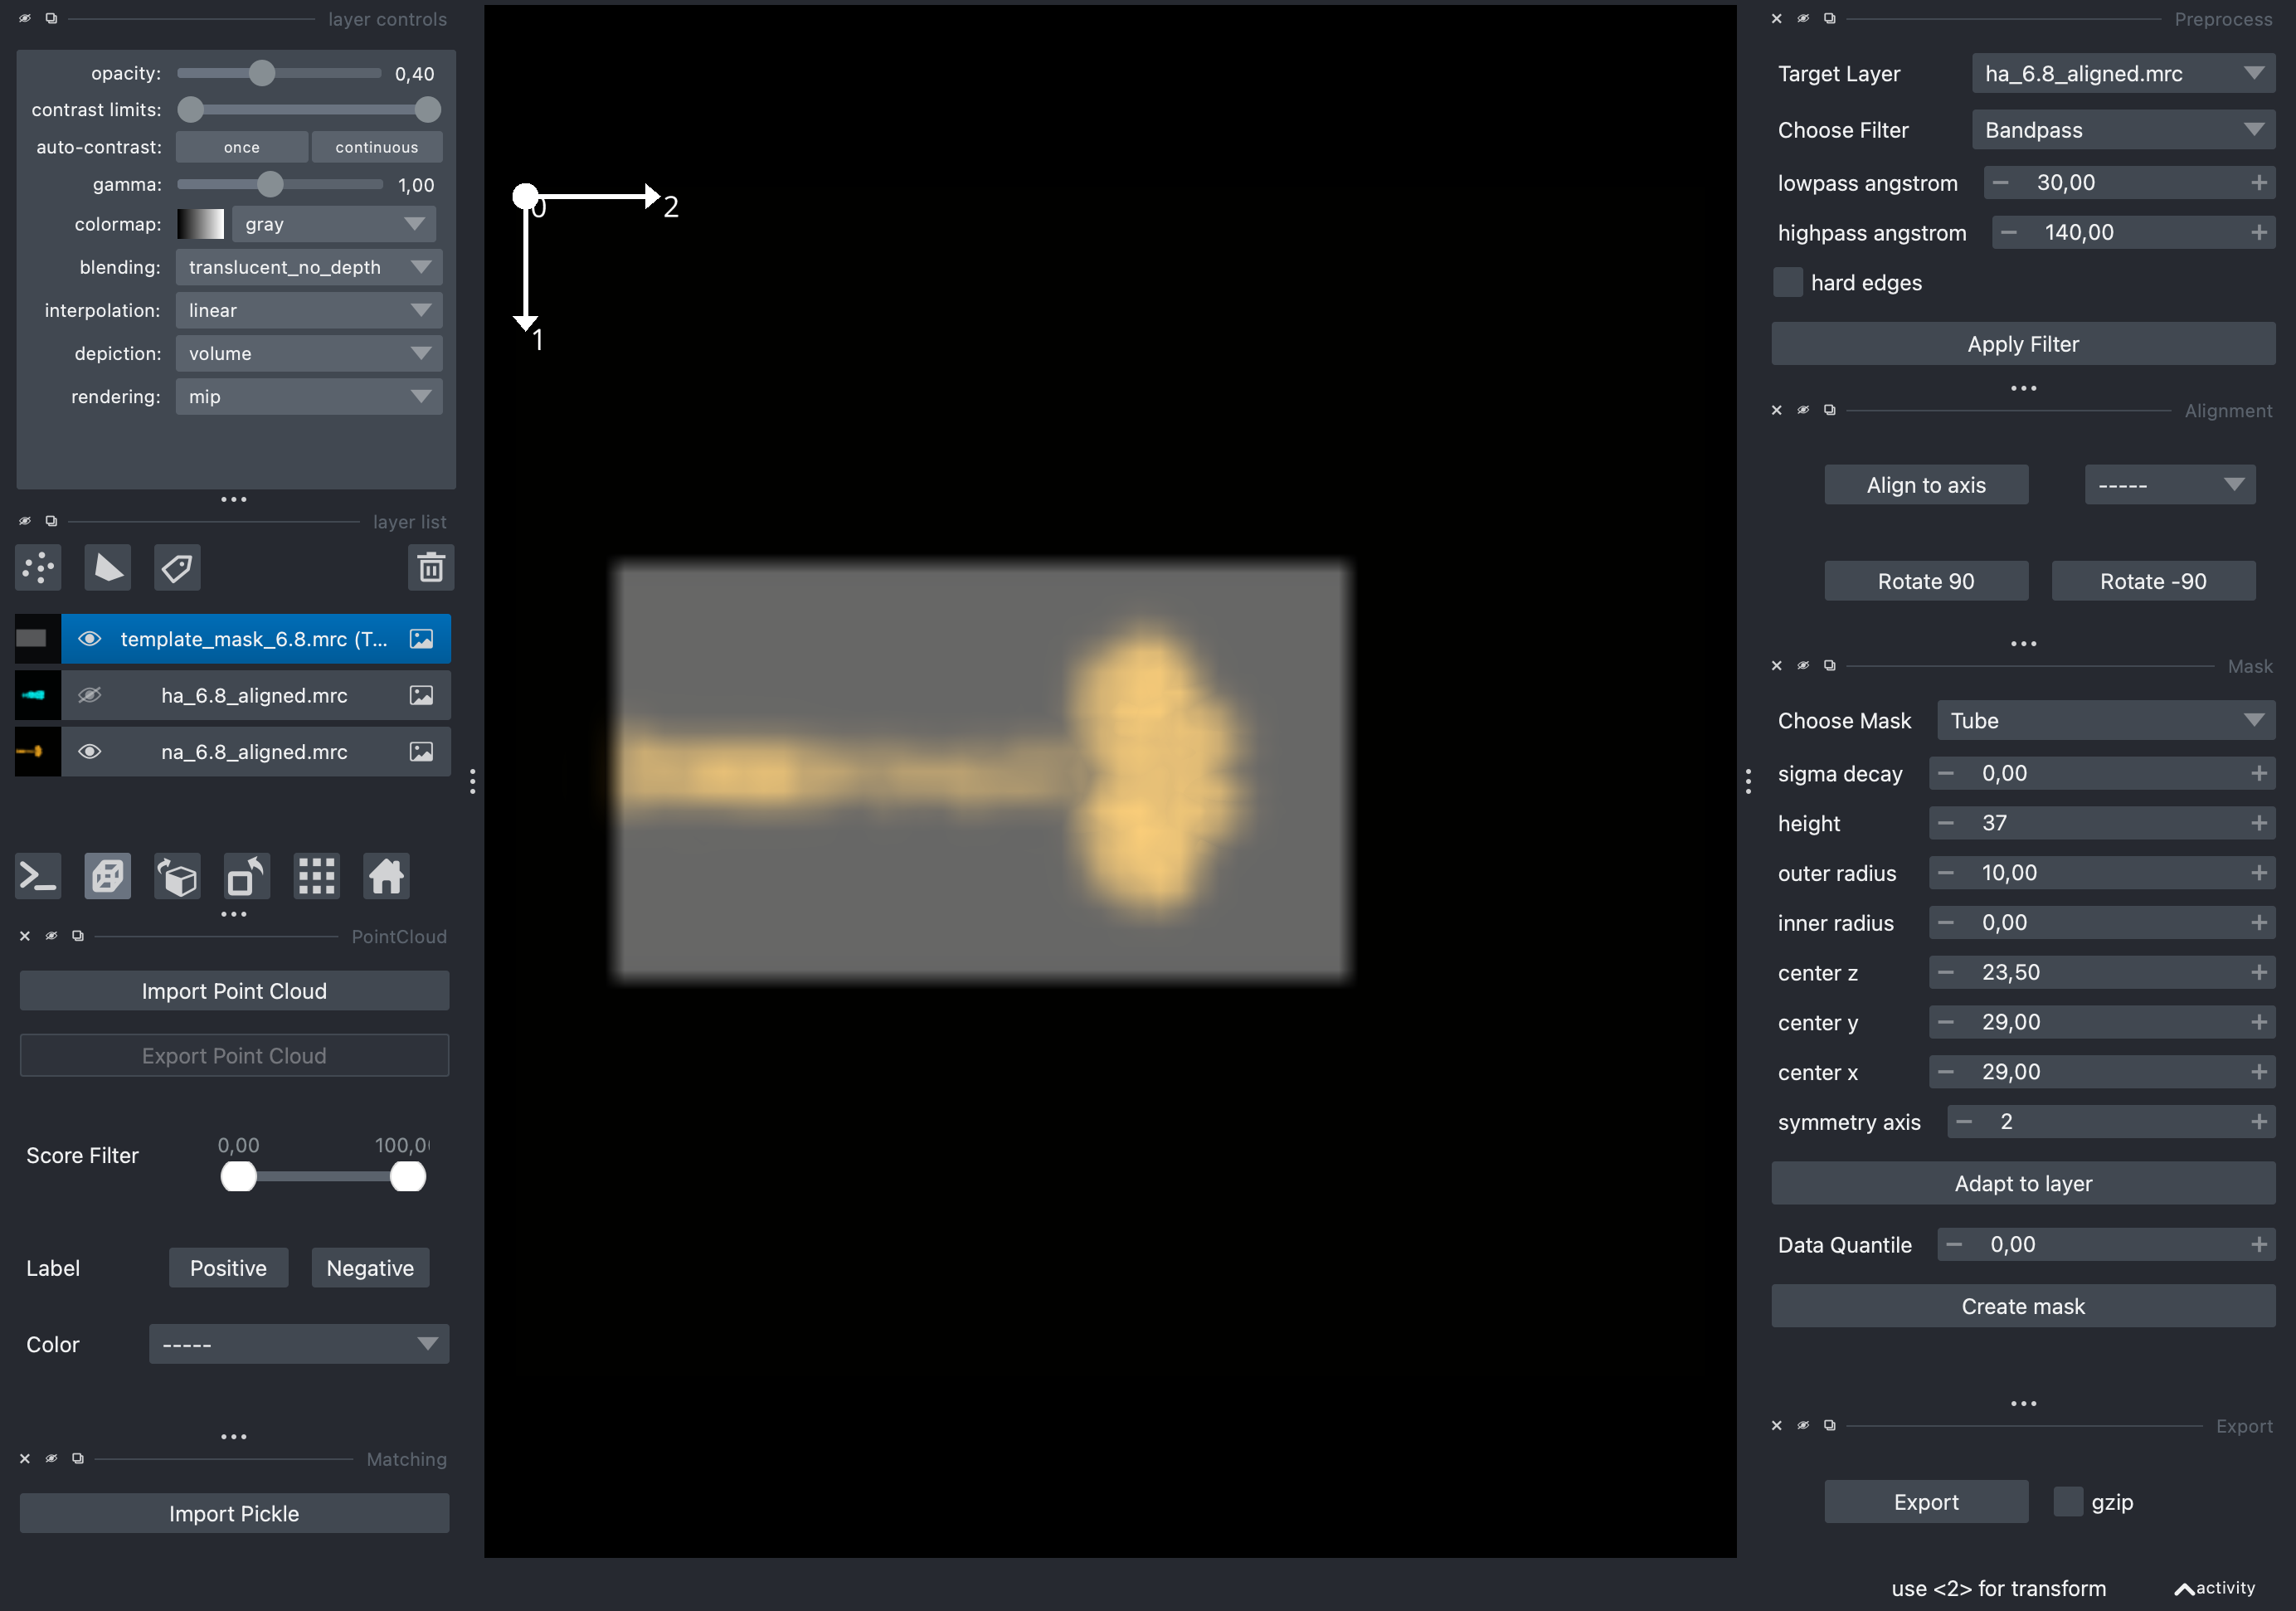 layer controls
opacity: 0,40
contrast limits:
auto-contrast: once continuous
gamma: 1,00
colormap: gray
blending: translucent_no_depth
interpolation: linear
depiction: volume
rendering: mip
layer list
template_mask_6.8.mrc (T...
ha_6.8_aligned.mrc
na_6.8_aligned.mrc
PointCloud
Import Point Cloud
Export Point Cloud
0,00 100,0
Score Filter
Label Positive Negative
Color -----
Matching
Import Pickle
0 2
1
Preprocess
Target Layer ha_6.8_aligned.mrc
Choose Filter Bandpass
lowpass angstrom 30,00
highpass angstrom 140,00
hard edges
Apply Filter
Alignment
Align to axis -----
Rotate 90 Rotate -90
Mask
Choose Mask Tube
sigma decay 0,00
height 37
outer radius 10,00
inner radius 0,00
center z 23,50
center y 29,00
center x 29,00
symmetry axis 2
Adapt to layer
Data Quantile 0,00
Create mask
Export
Export gzip
use <2> for transform activity